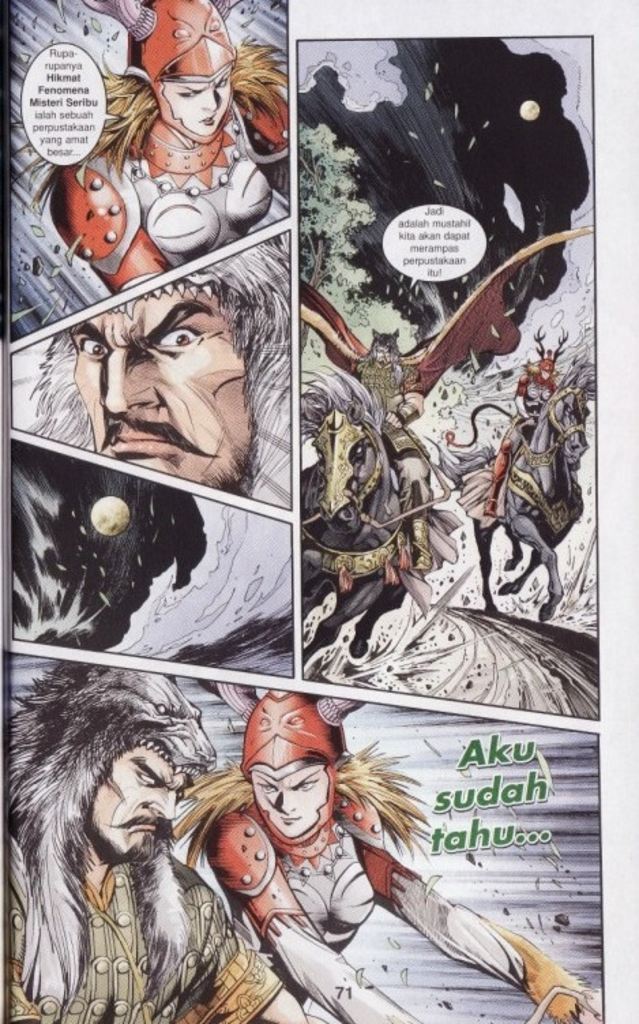 Rupa-
rupanya
Hikmat
Fenomena
Misteri Seribu
ialah sebuah
perpustakaan
yang amat
besar...
Jadi
adalah mustahil
kita akan dapat
merampas
perpustakaan
itu!
Aku
sudah
tahu...
71